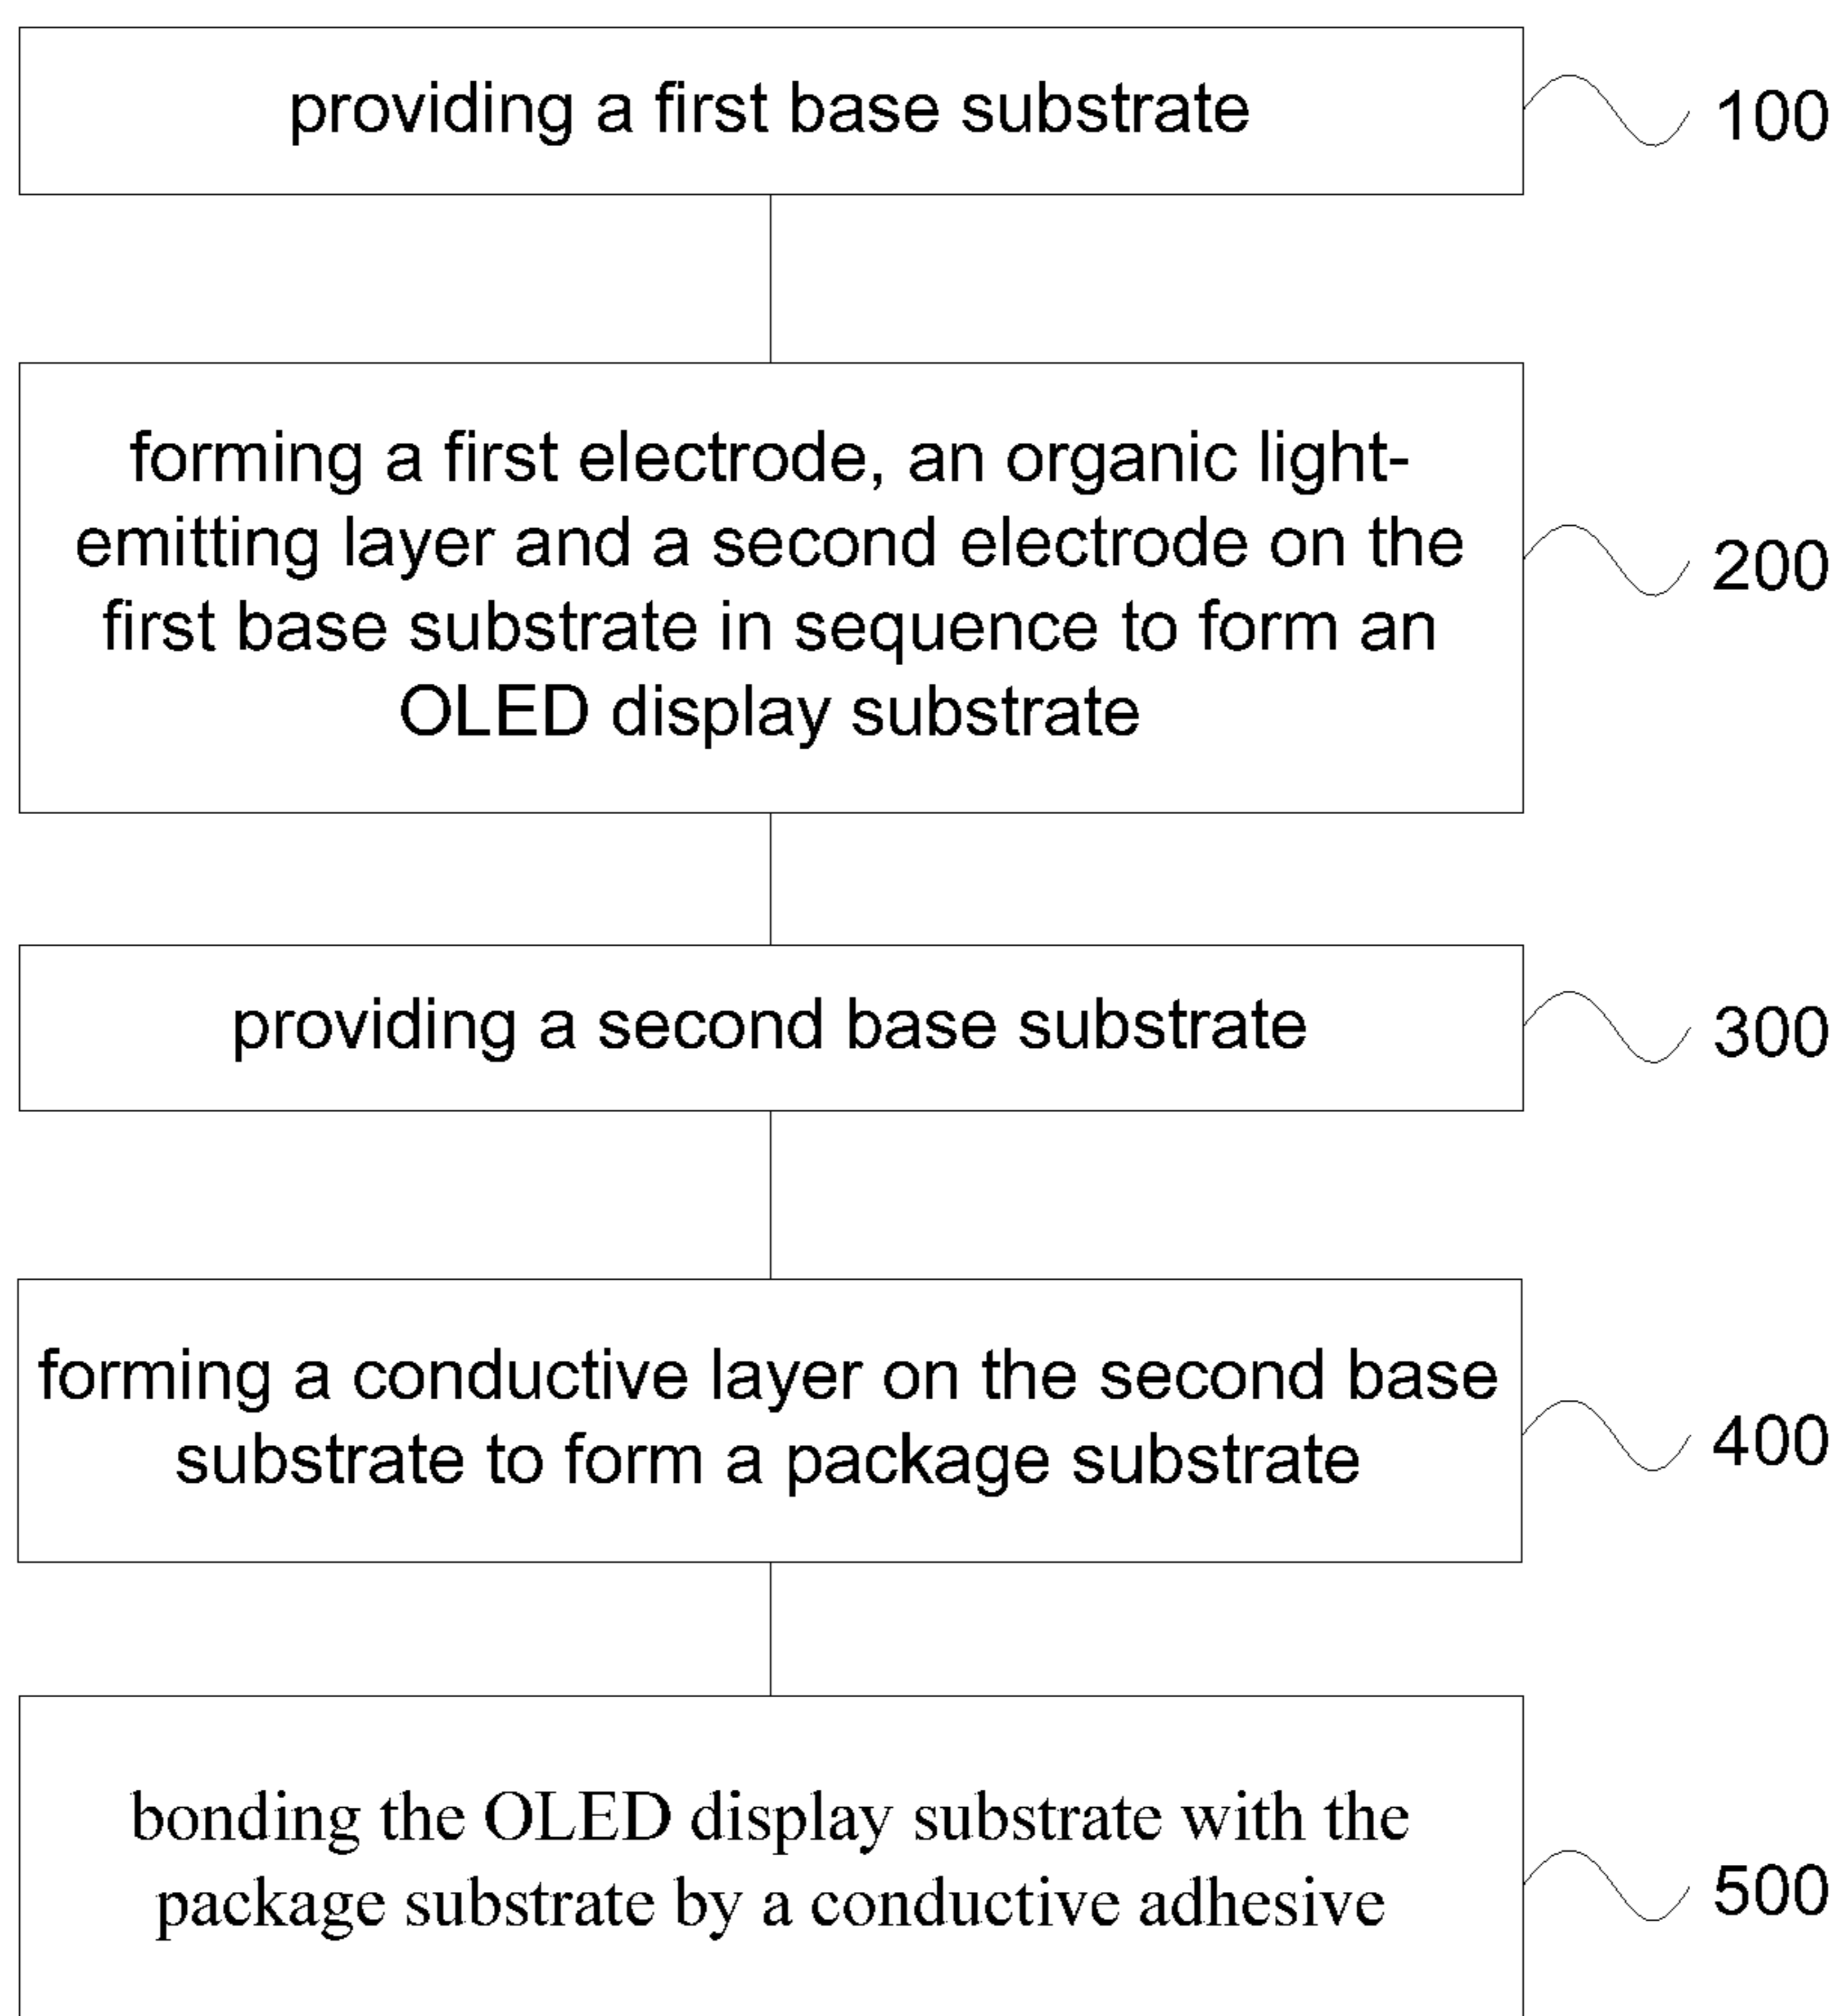 providing a first base substrate
100
forming a first electrode, an organic light-
emitting layer and a second electrode on the
first base substrate in sequence to form an
OLED display substrate
200
providing a second base substrate
300
forming a conductive layer on the second base
substrate to form a package substrate
400
bonding the OLED display substrate with the
package substrate by a conductive adhesive
500